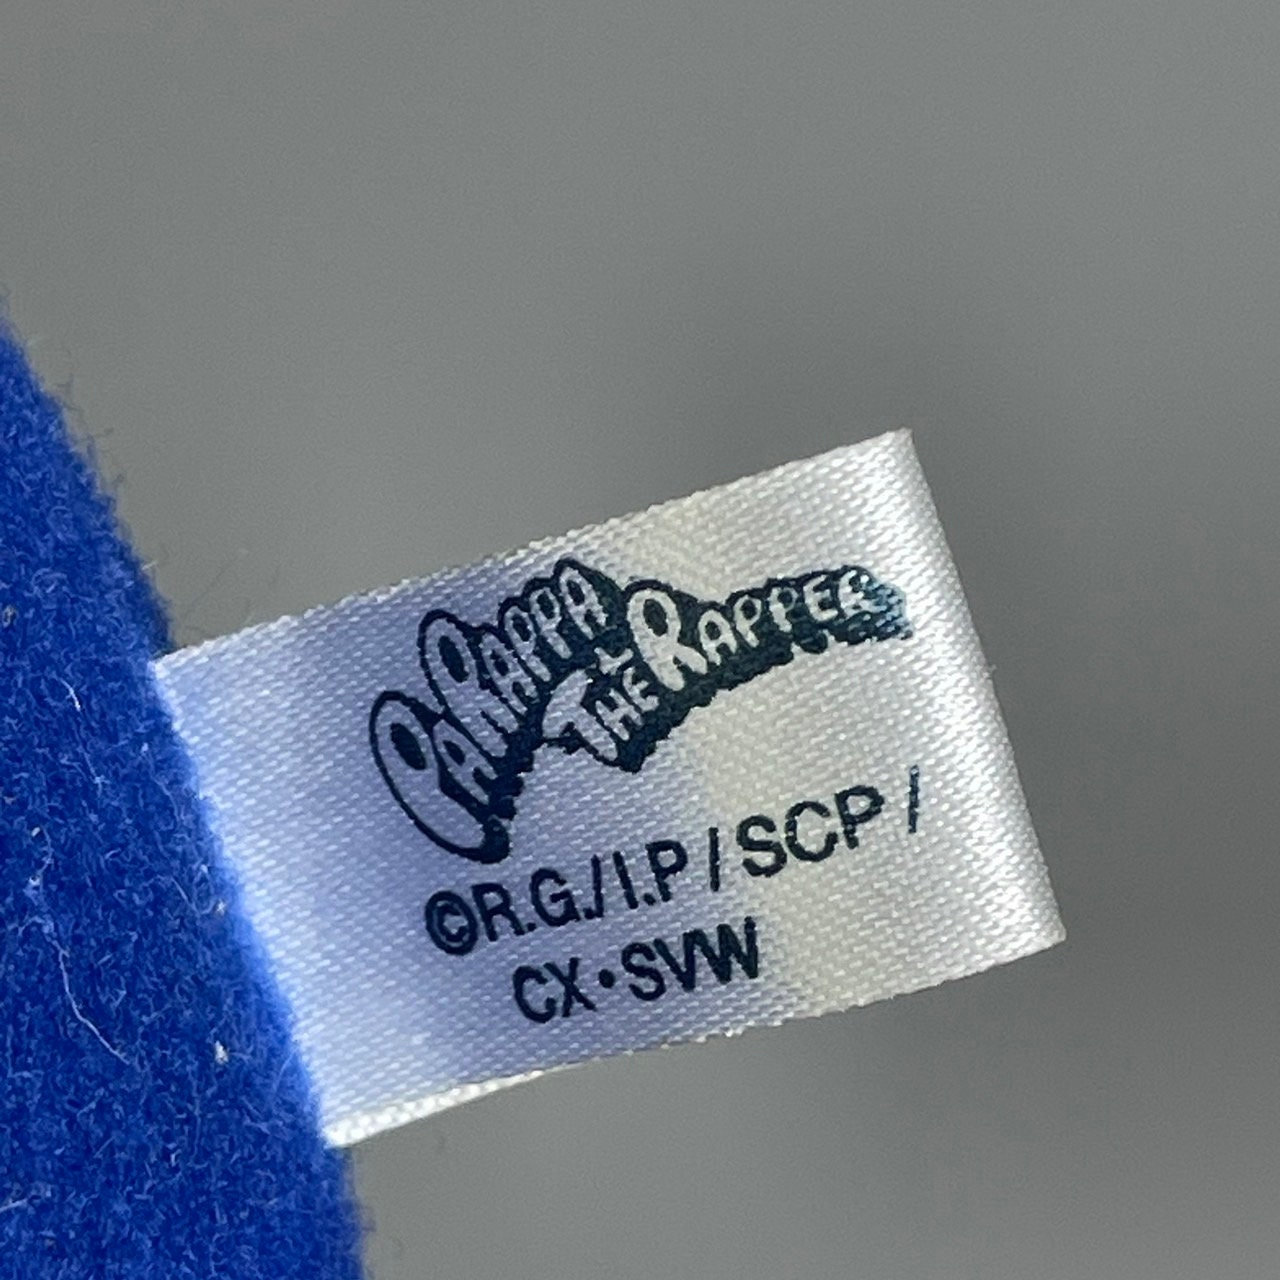 PARAPPA
THE RAPPER
©R.G./I.P/SCP/
CX•SVW